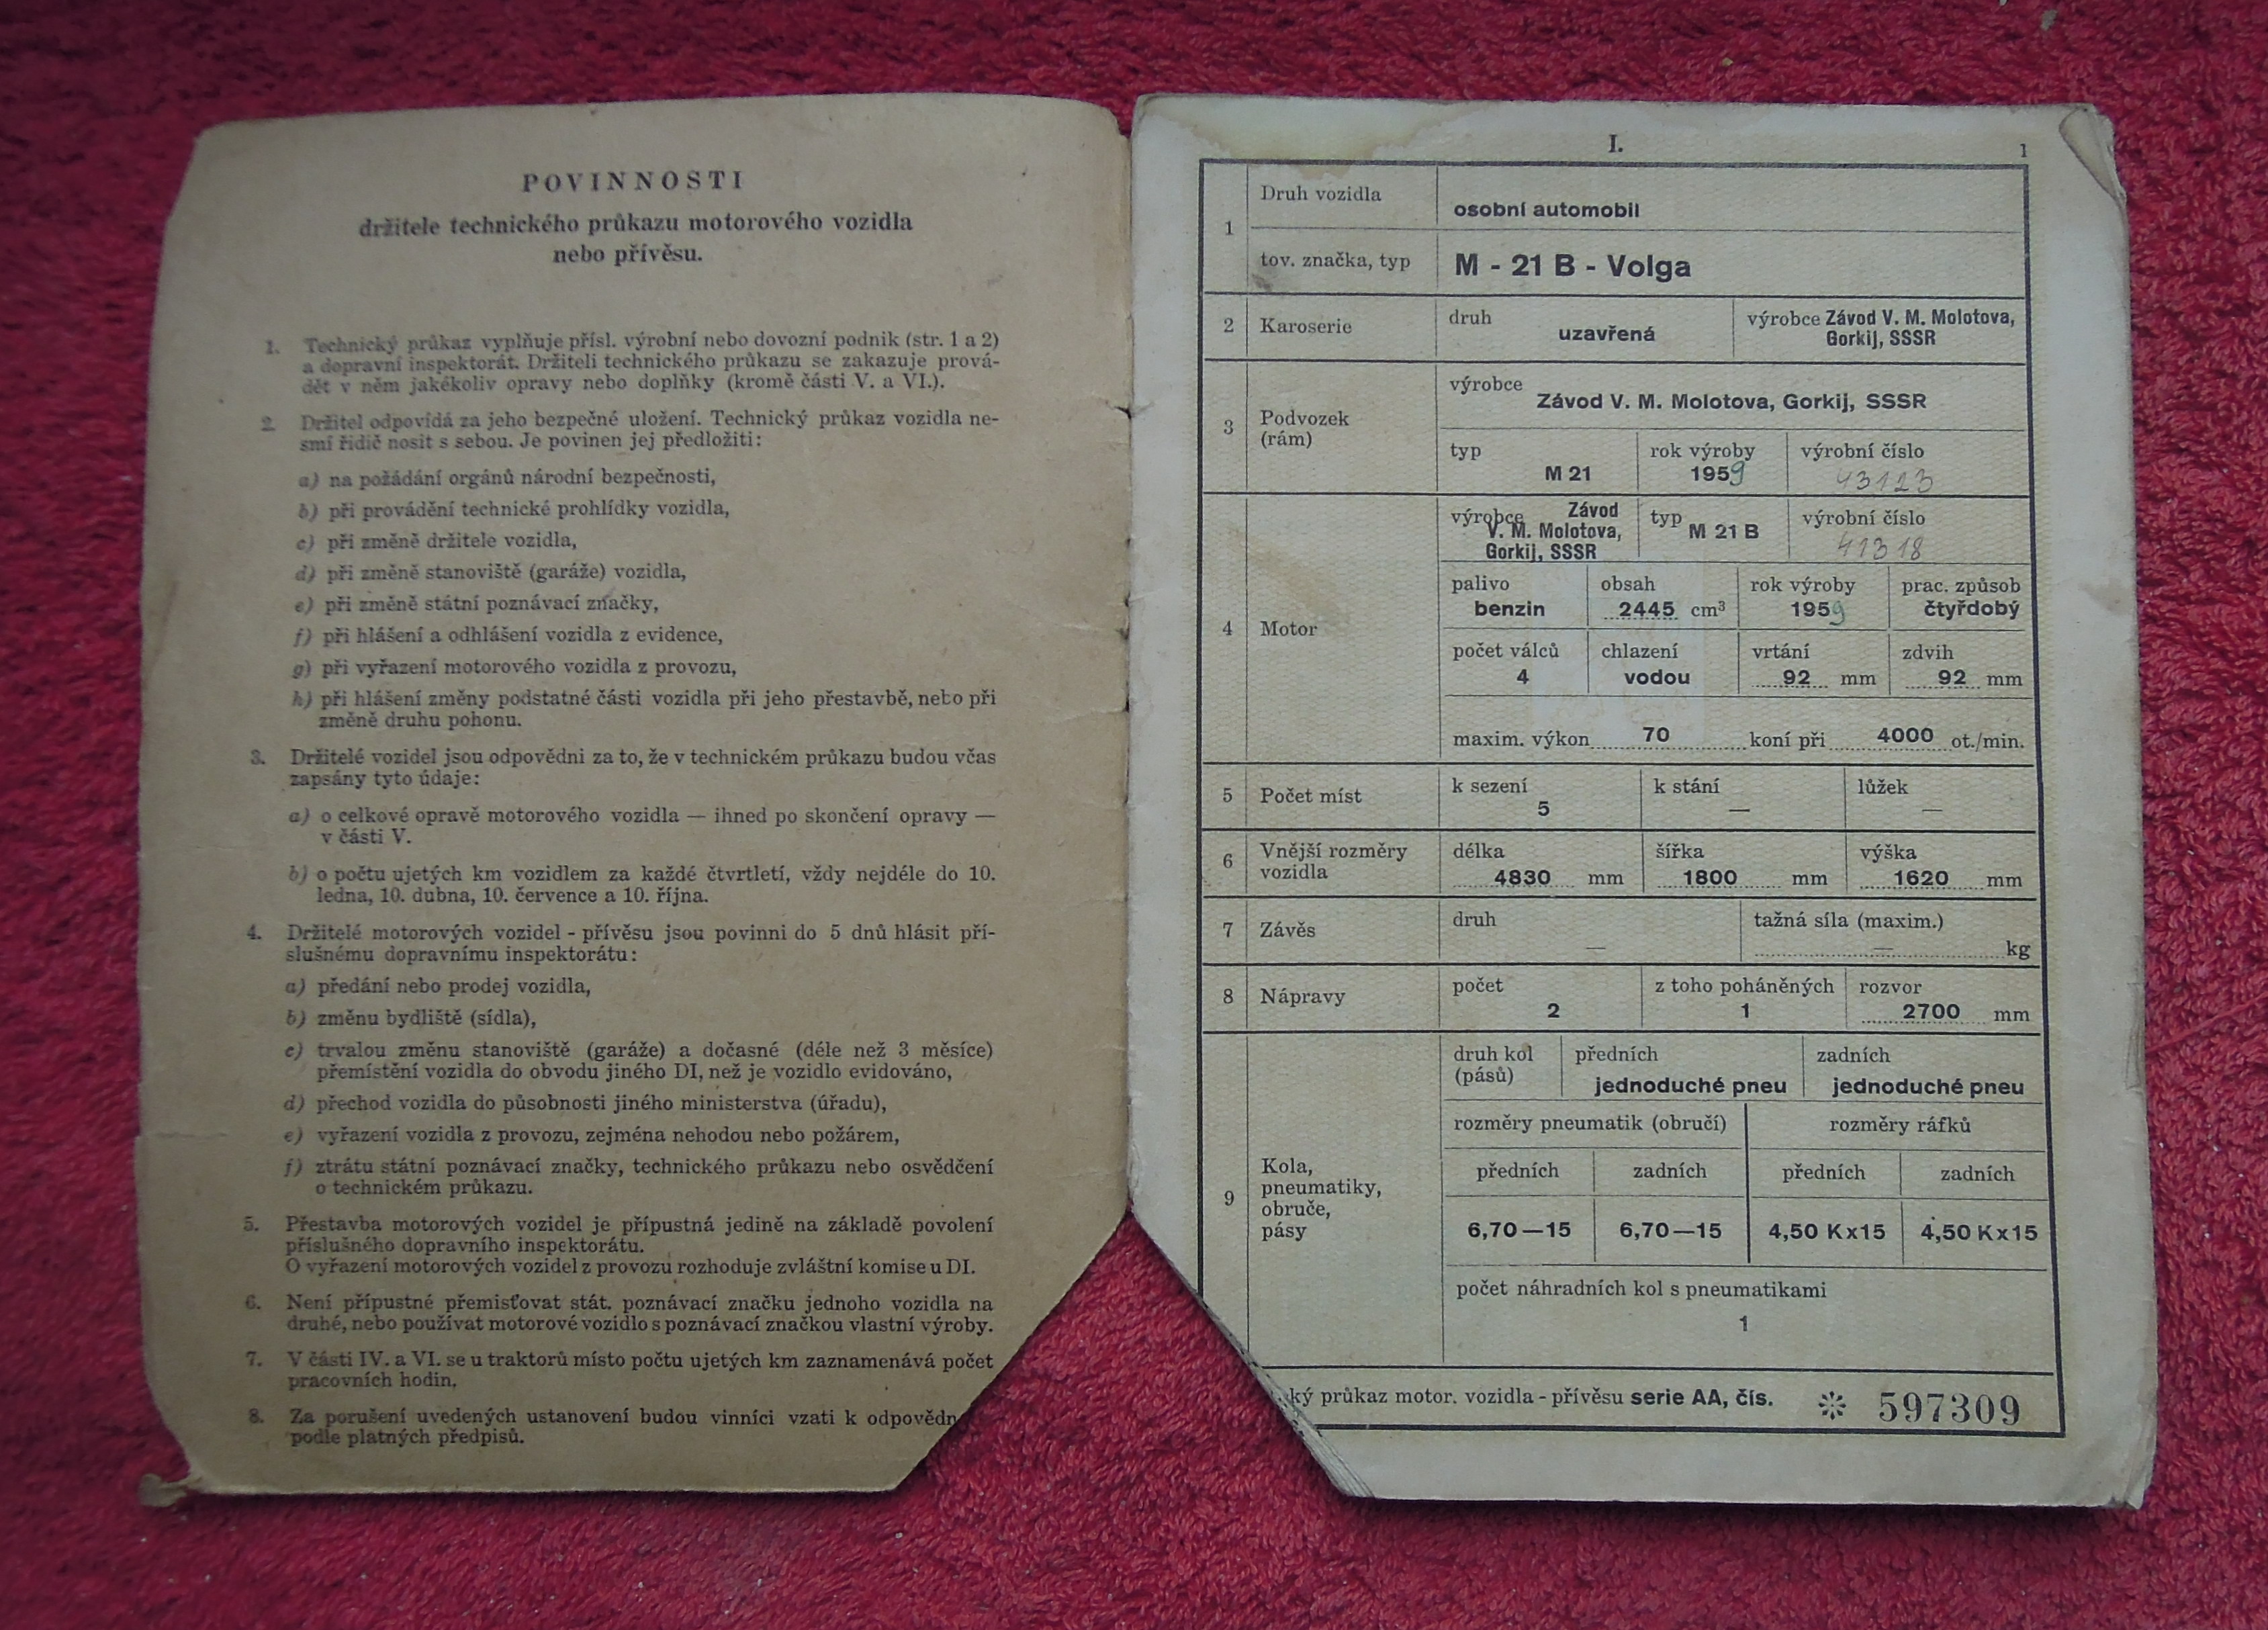 POVINNOSTI
držitele technického průkazu motorového vozidla
nebo přívěsu.
1. Technický průkaz vyplňuje přísl. výrobní nebo dovozní podnik (str. 1 a 2)
a dopravní inspektorát. Držiteli technického průkazu se zakazuje prová-
dět v něm jakékoliv opravy nebo doplňky (kromě části V. a VI.).
2. Držitel odpovídá za jeho bezpečné uložení. Technický průkaz vozidla ne-
smí řidič nosit s sebou. Je povinen jej předložiti:
a) na požádání orgánů národní bezpečnosti,
b) při provádění technické prohlídky vozidla,
c) při změně držitele vozidla,
d) při změně stanoviště (garáže) vozidla,
e) při změně státní poznávací značky,
f) při hlášení a odhlášení vozidla z evidence,
g) při vyřazení motorového vozidla z provozu,
h) při hlášení změny podstatné části vozidla při jeho přestavbě, nebo při
změně druhu pohonu.
3. Držitelé vozidel jsou odpovědni za to, že v technickém průkazu budou včas
zapsány tyto údaje:
a) o celkové opravě motorového vozidla — ihned po skončení opravy —
v části V.
b) o počtu ujetých km vozidlem za každé čtvrtletí, vždy nejdéle do 10.
ledna, 10. dubna, 10. července a 10. října.
4. Držitelé motorových vozidel - přívěsu jsou povinni do 5 dnů hlásit pří-
slušnému dopravnímu inspektorátu:
a) předání nebo prodej vozidla,
b) změnu bydliště (sídla),
c) trvalou změnu stanoviště (garáže) a dočasné (déle než 3 měsíce)
přemístění vozidla do obvodu jiného DI, než je vozidlo evidováno,
d) přechod vozidla do působnosti jiného ministerstva (úřadu),
e) vyřazení vozidla z provozu, zejména nehodou nebo požárem,
f) ztrátu státní poznávací značky, technického průkazu nebo osvědčení
o technickém průkazu.
5. Přestavba motorových vozidel je přípustná jedině na základě povolení
příslušného dopravního inspektorátu.
O vyřazení motorových vozidel z provozu rozhoduje zvláštní komise u DI.
6. Není přípustné přemisťovat stát. poznávací značku jednoho vozidla na
druhé, nebo používat motorové vozidlo s poznávací značkou vlastní výroby.
7. V části IV. a VI. se u traktorů místo počtu ujetých km zaznamenává počet
pracovních hodin.
8. Za porušení uvedených ustanovení budou vinníci vzati k odpovědn
podle platných předpisů.
I. 1
1 Druh vozidla osobní automobil
tov. značka, typ M - 21 B - Volga
2 Karoserie druh uzavřená výrobce Závod V. M. Molotova,
Gorkij, SSSR
3 Podvozek (rám) výrobce Závod V. M. Molotova, Gorkij, SSSR
typ rok výroby výrobní číslo
M 21 1959 43123
4 Motor
výrobce Závod V. M. Molotova, Gorkij, SSSR typ M 21 B výrobní číslo 41318
palivo obsah rok výroby prac. způsob
benzin 2445 cm³ 1959 čtyřdobý
počet válců chlazení vrtání zdvih
4 vodou 92 mm 92 mm
maxim. výkon 70 koní při 4000 ot./min.
5 Počet míst k sezení k stání lůžek
5 — —
6 Vnější rozměry vozidla délka šířka výška
4830 mm 1800 mm 1620 mm
7 Závěs druh tažná síla (maxim.)
— — kg
8 Nápravy počet z toho poháněných rozvor
2 1 2700 mm
9 Kola, pneumatiky, obruče, pásy
druh kol (pásů) předních zadních
jednoduché pneu jednoduché pneu
rozměry pneumatik (obručí) rozměry ráfků
předních zadních předních zadních
6,70—15 6,70—15 4,50 K x 15 4,50 K x 15
počet náhradních kol s pneumatikami
1
ký průkaz motor. vozidla - přívěsu serie AA, čís. ※ 597309